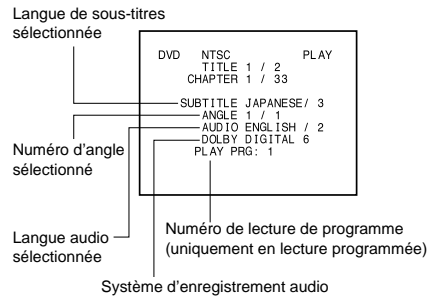 Langue de sous-titres
sélectionnée
DVD NTSC PLAY
TITLE 1 / 2
CHAPTER 1 / 33
SUBTITLE JAPANESE/ 3
ANGLE 1 / 1
AUDIO ENGLISH / 2
DOLBY DIGITAL 6
PLAY PRG: 1
Numéro d'angle
sélectionné
Numéro de lecture de programme
(uniquement en lecture programmée)
Langue audio
sélectionnée
Système d'enregistrement audio